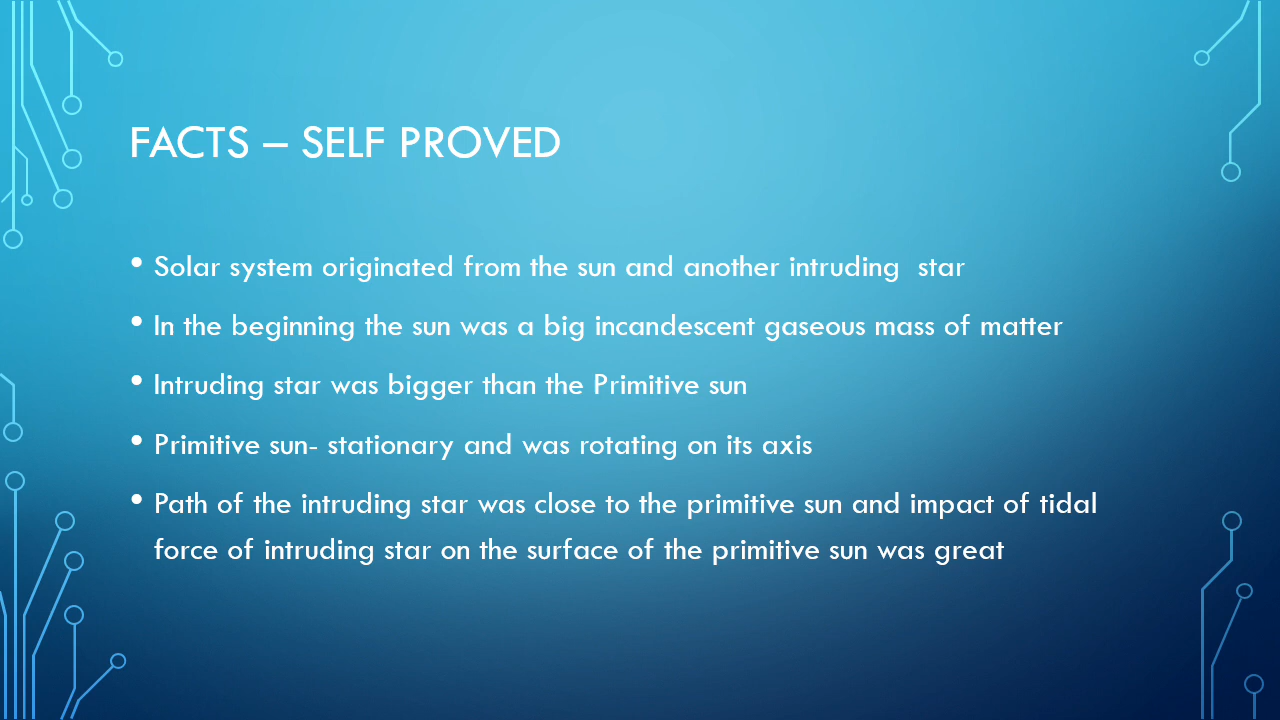 FACTS – SELF PROVED
• Solar system originated from the sun and another intruding  star
• In the beginning the sun was a big incandescent gaseous mass of matter
• Intruding star was bigger than the Primitive sun
• Primitive sun- stationary and was rotating on its axis
• Path of the intruding star was close to the primitive sun and impact of tidal
force of intruding star on the surface of the primitive sun was great